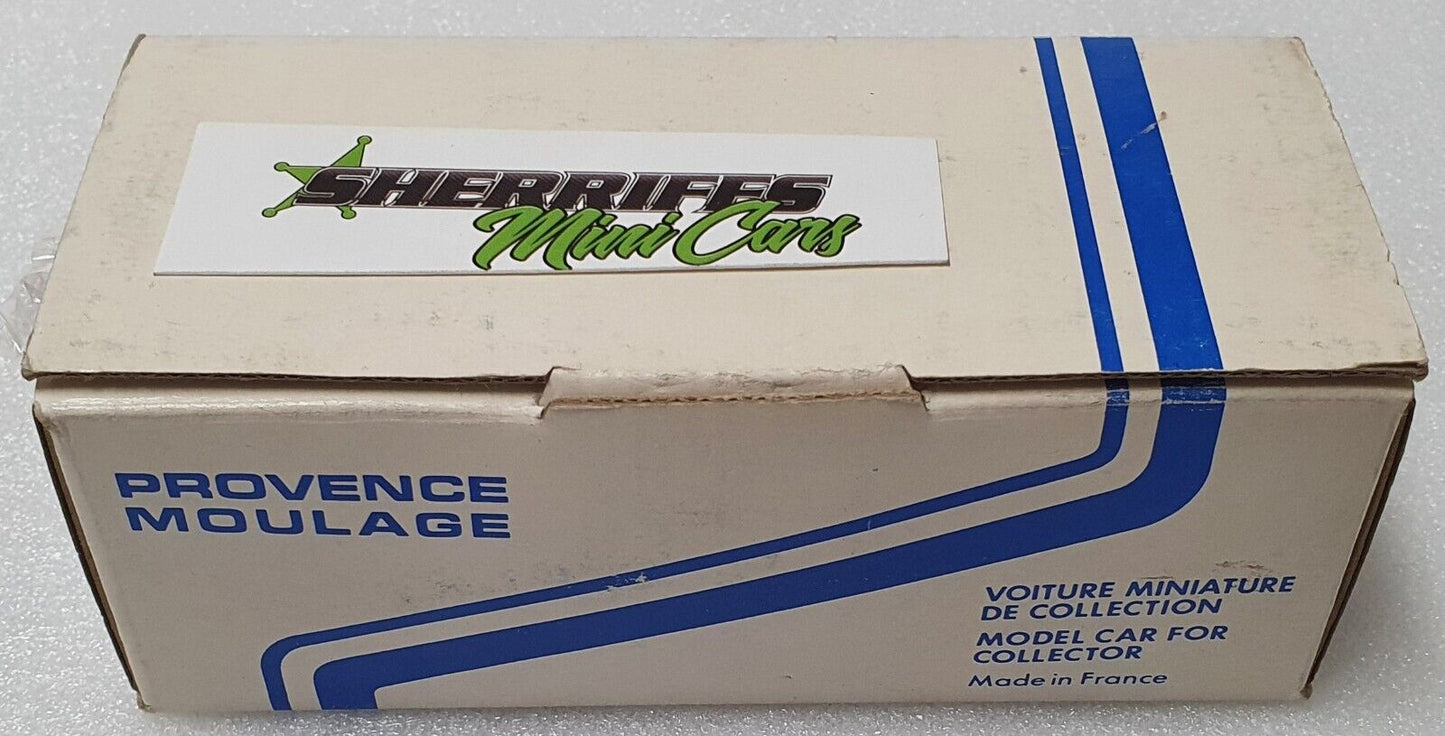 SHERRIFFS
Mini Cars
PROVENCE
MOULAGE
VOITURE MINIATURE
DE COLLECTION
MODEL CAR FOR
COLLECTOR
Made in France